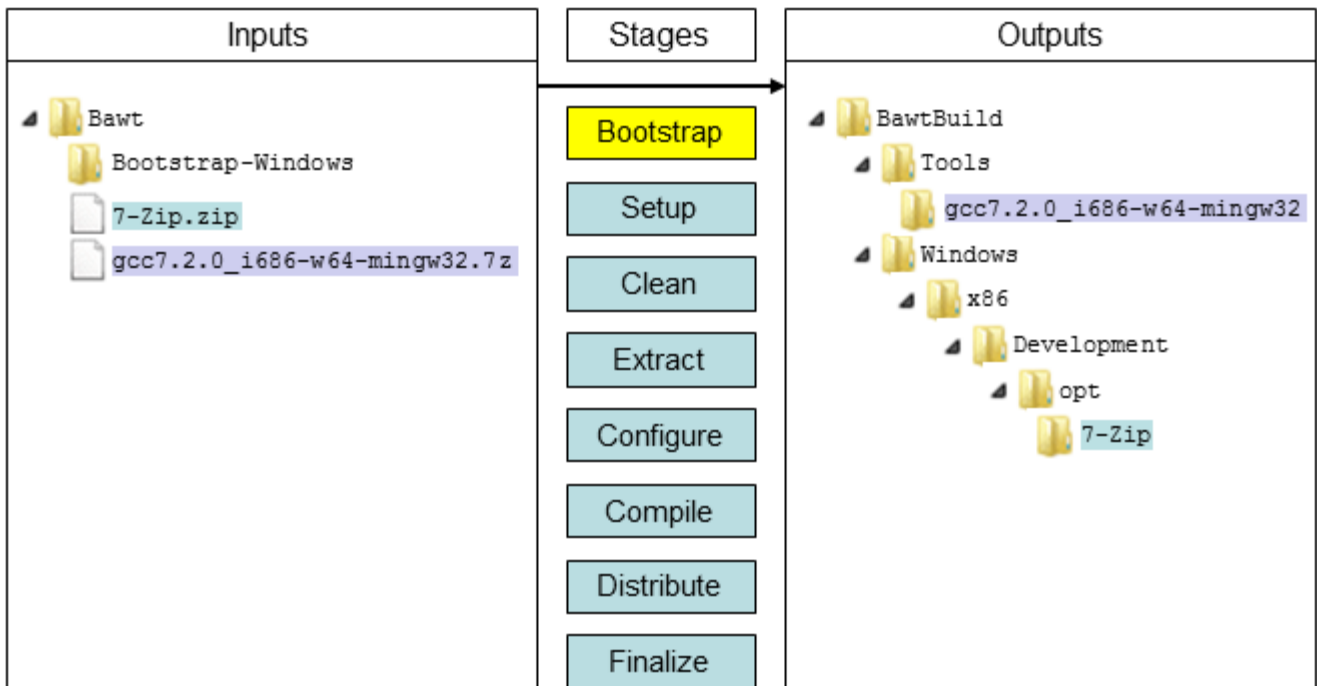 Inputs
Bawt
Bootstrap-Windows
7-Zip.zip
gcc7.2.0_i686-w64-mingw32.7z
Stages
Bootstrap
Setup
Clean
Extract
Configure
Compile
Distribute
Finalize
Outputs
BawtBuild
Tools
gcc7.2.0_i686-w64-mingw32
Windows
x86
Development
opt
7-Zip